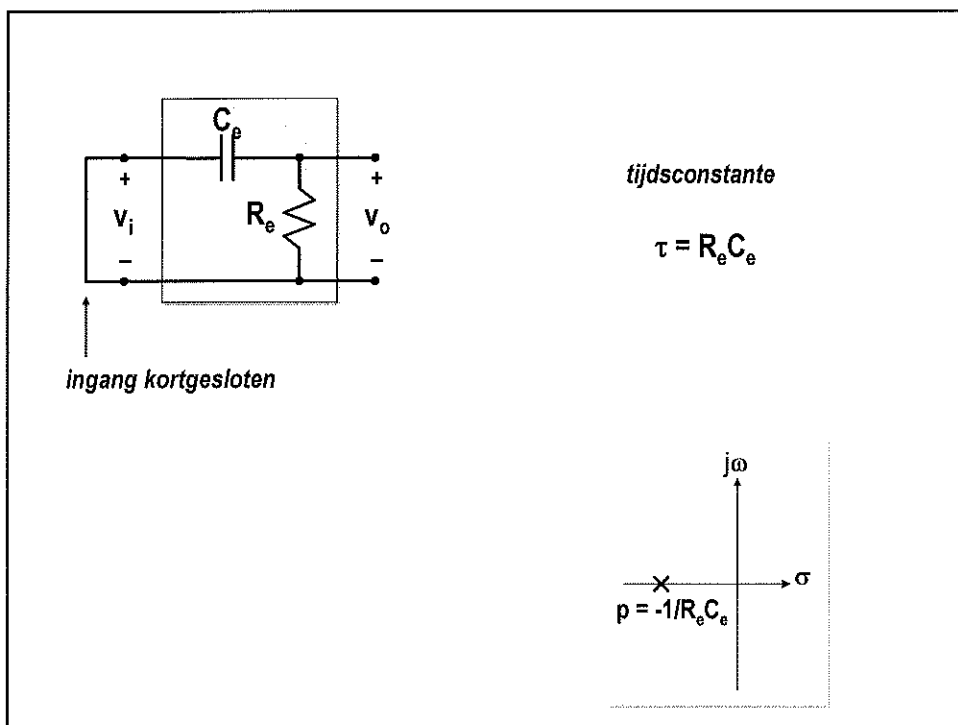 C_e
+
v_i
–
R_e
+
v_o
–
ingang kortgesloten
tijdsconstante
τ = R_eC_e
jω
σ
p = -1/R_eC_e